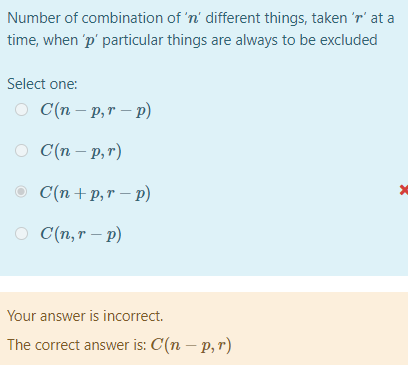 Number of combination of 'n' different things, taken 'r' at a
time, when 'p' particular things are always to be excluded
Select one:
C(n − p, r − p)
C(n − p, r)
C(n + p, r − p)
C(n, r − p)
Your answer is incorrect.
The correct answer is: C(n − p, r)